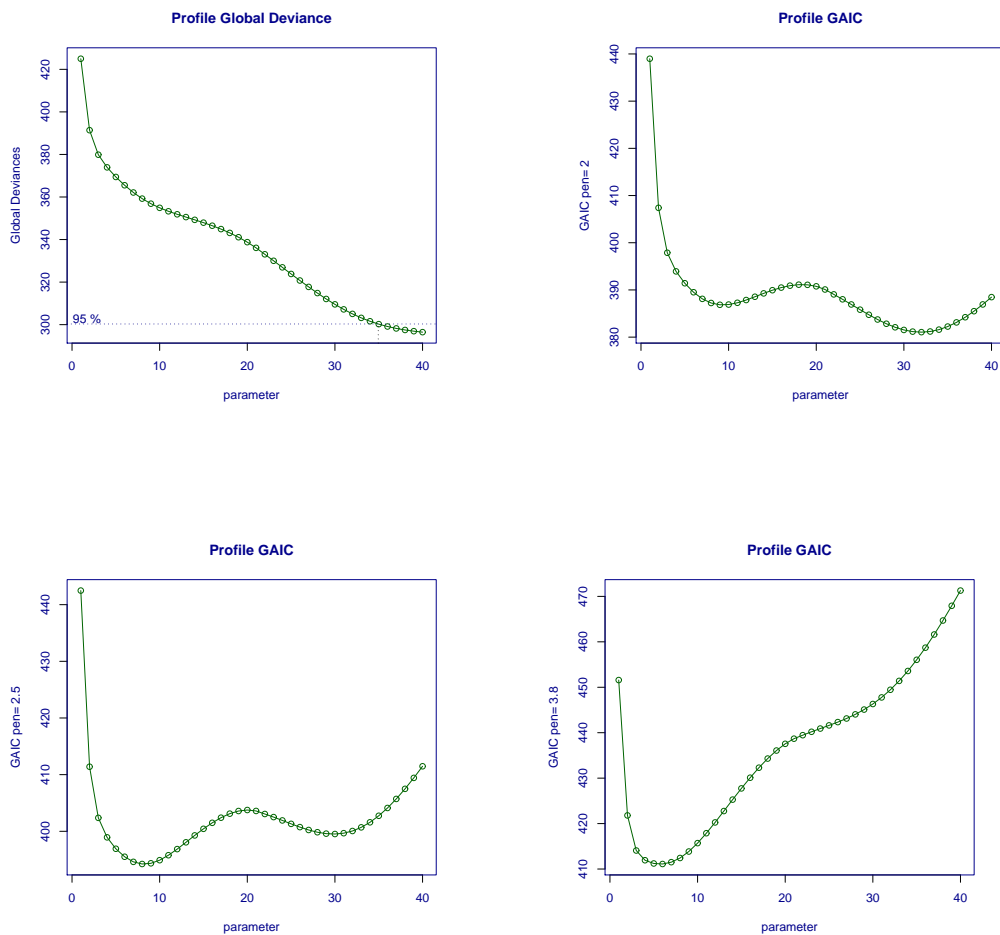 Profile Global Deviance
Global Deviances
420
400
380
360
340
320
300
95 %
0 10 20 30 40
parameter
Profile GAIC
GAIC pen= 2
440
430
420
410
400
390
380
0 10 20 30 40
parameter
Profile GAIC
GAIC pen= 2.5
440
430
420
410
400
0 10 20 30 40
parameter
Profile GAIC
GAIC pen= 3.8
470
460
450
440
430
420
410
0 10 20 30 40
parameter